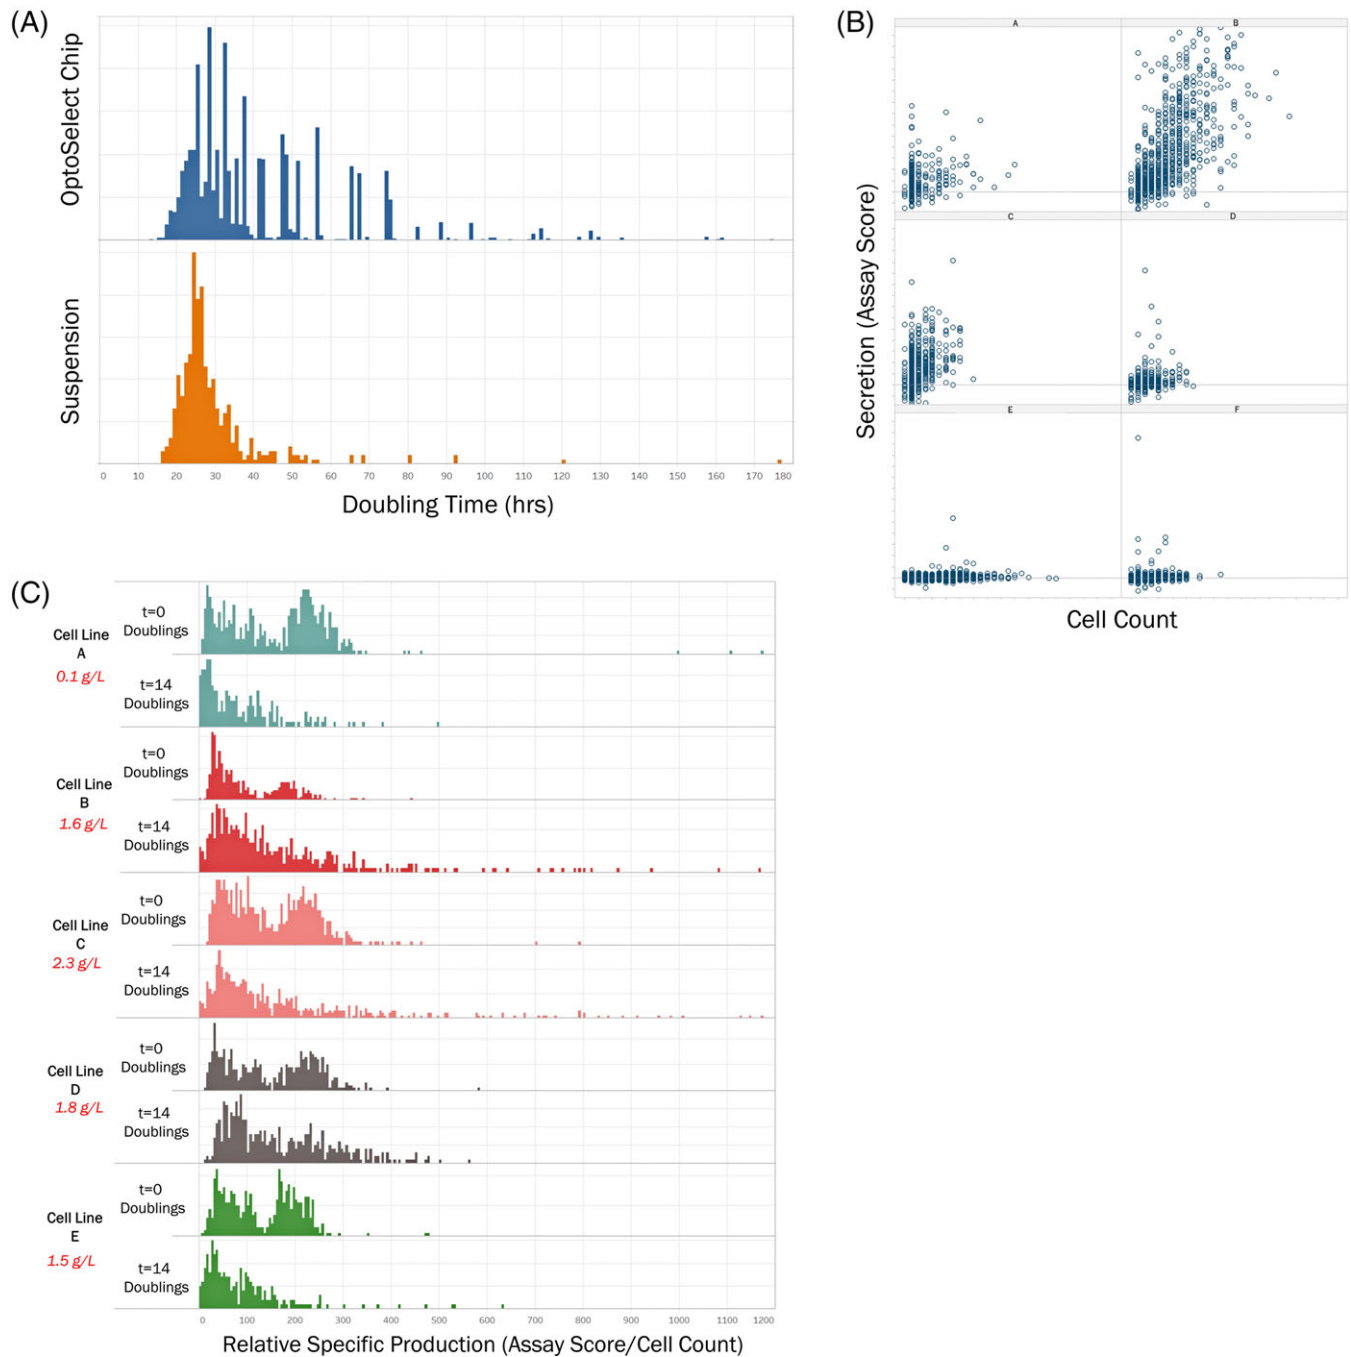 (A)
OptoSelect Chip
Suspension
0 10 20 30 40 50 60 70 80 90 100 110 120 130 140 150 160 170 180
Doubling Time (hrs)
(B)
A B
C D
E F
Secretion (Assay Score)
Cell Count
(C)
Cell Line
A
0.1 g/L
t=0
Doublings
t=14
Doublings
Cell Line
B
1.6 g/L
t=0
Doublings
t=14
Doublings
Cell Line
C
2.3 g/L
t=0
Doublings
t=14
Doublings
Cell Line
D
1.8 g/L
t=0
Doublings
t=14
Doublings
Cell Line
E
1.5 g/L
t=0
Doublings
t=14
Doublings
0 100 200 300 400 500 600 700 800 900 1000 1100 1200
Relative Specific Production (Assay Score/Cell Count)